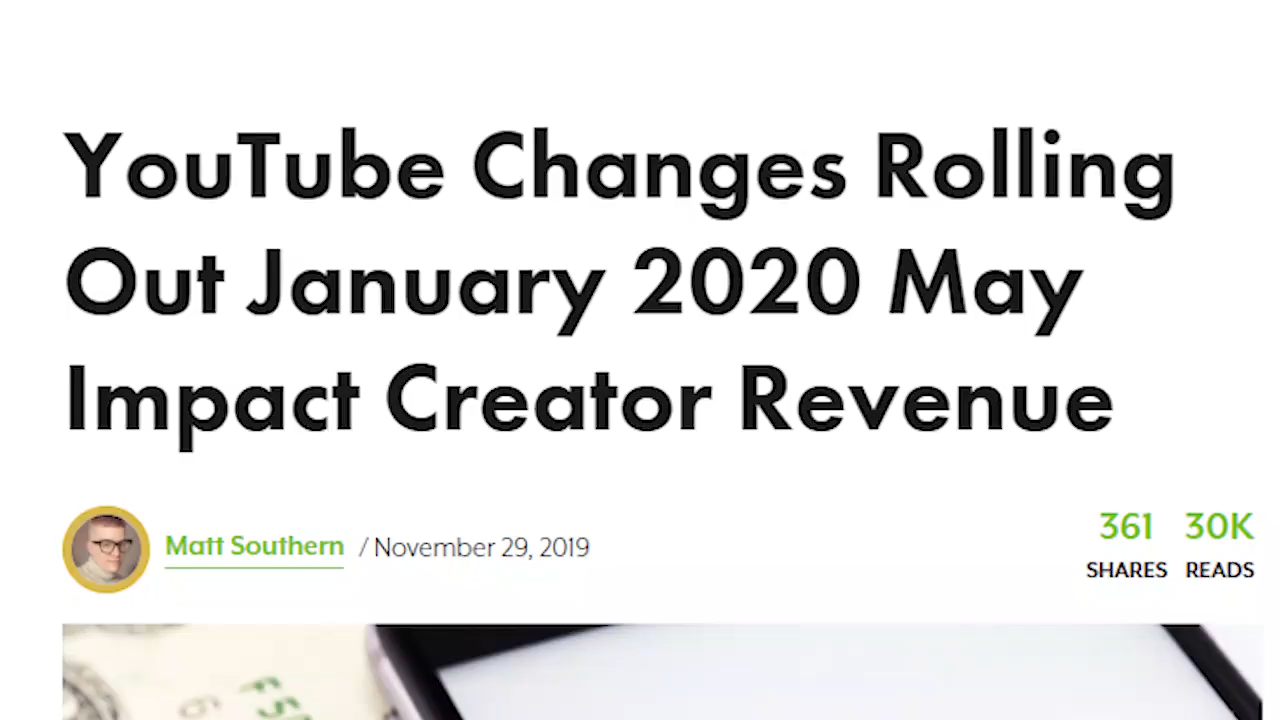 YouTube Changes Rolling
Out January 2020 May
Impact Creator Revenue
Matt Southern / November 29, 2019
361 30K
SHARES READS